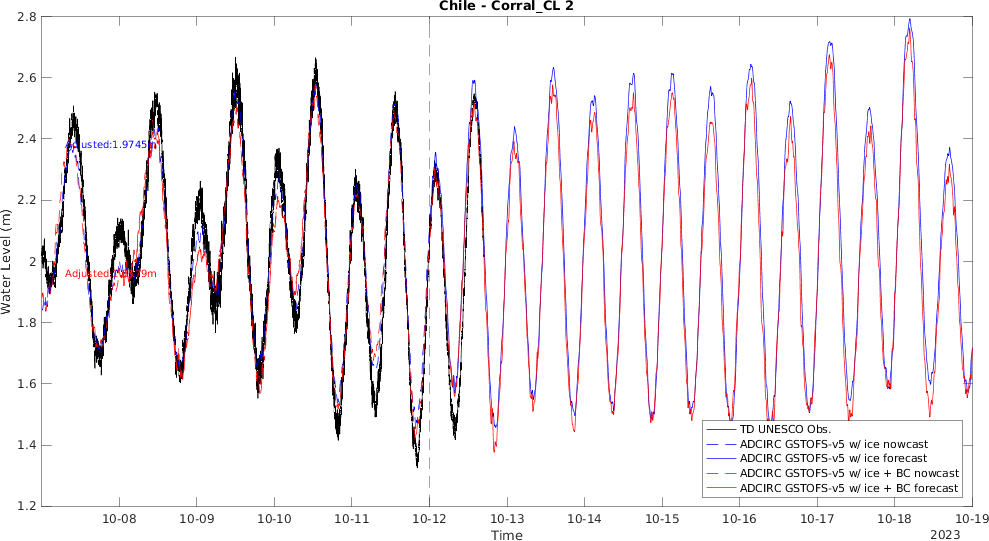 Chile - Corral_CL 2
Water Level (m)
2.8
2.6
2.4
2.2
2
1.8
1.6
1.4
1.2
Adjusted:1.9745m
TD UNESCO Obs.
ADCIRC GSTOFS-v5 w/ ice nowcast
ADCIRC GSTOFS-v5 w/ ice forecast
ADCIRC GSTOFS-v5 w/ ice + BC nowcast
ADCIRC GSTOFS-v5 w/ ice + BC forecast
10-08
10-09
10-10
10-11
10-12
10-13
10-14
10-15
10-16
10-17
10-18
10-19
Time
2023